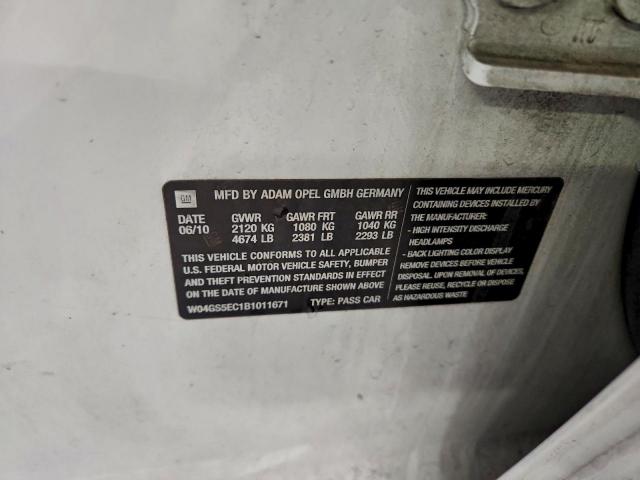 GM
MFD BY ADAM OPEL GMBH GERMANY
DATE GVWR GAWR FRT GAWR RR
06/10 2120 KG 1080 KG 1040 KG
4674 LB 2381 LB 2293 LB
THIS VEHICLE CONFORMS TO ALL APPLICABLE
U.S. FEDERAL MOTOR VEHICLE SAFETY, BUMPER
AND THEFT PREVENTION STANDARDS IN EFFECT
ON THE DATE OF MANUFACTURE SHOWN ABOVE.
W04GS5EC1B1011671 TYPE: PASS CAR
THIS VEHICLE MAY INCLUDE MERCURY
CONTAINING DEVICES INSTALLED BY
THE MANUFACTURER:
- HIGH INTENSITY DISCHARGE
HEADLAMPS
- BACK LIGHTING COLOR DISPLAY
REMOVE DEVICES BEFORE VEHICLE
DISPOSAL. UPON REMOVAL OF DEVICES,
PLEASE REUSE, RECYCLE OR DISPOSE
AS HAZARDOUS WASTE